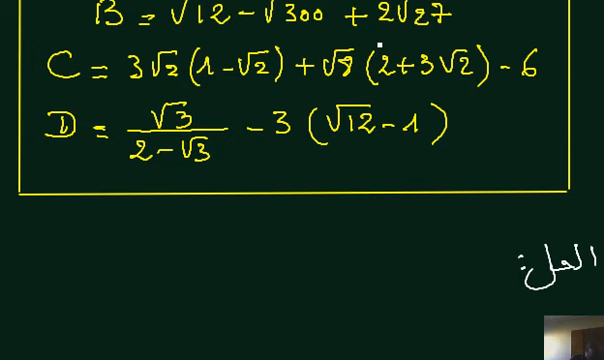 B = √12 - √300 + 2√27
C = 3√2 (1 - √2) + √8 (2 + 3√2) - 6
D = √3 / (2 - √3) - 3 (√12 - 1)
الحل: